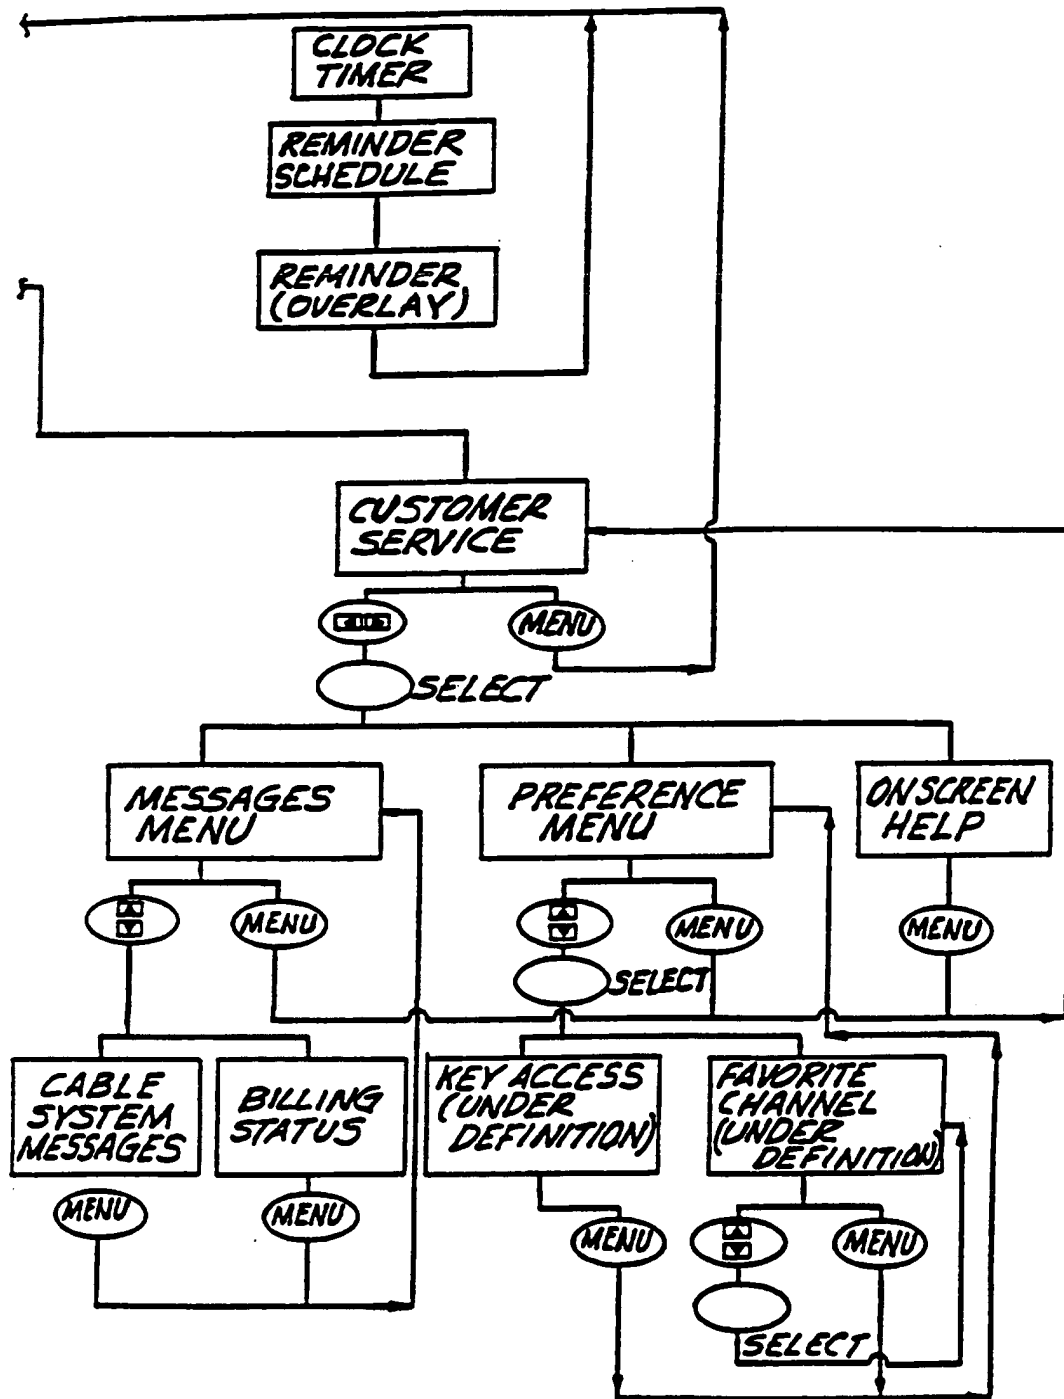 CLOCK
TIMER
REMINDER
SCHEDULE
REMINDER
(OVERLAY)
CUSTOMER
SERVICE
MENU
SELECT
MESSAGES
MENU
PREFERENCE
MENU
ON SCREEN
HELP
MENU
MENU
MENU
SELECT
CABLE
SYSTEM
MESSAGES
BILLING
STATUS
KEY ACCESS
(UNDER
DEFINITION)
FAVORITE
CHANNEL
(UNDER
DEFINITION)
MENU
MENU
MENU
MENU
SELECT